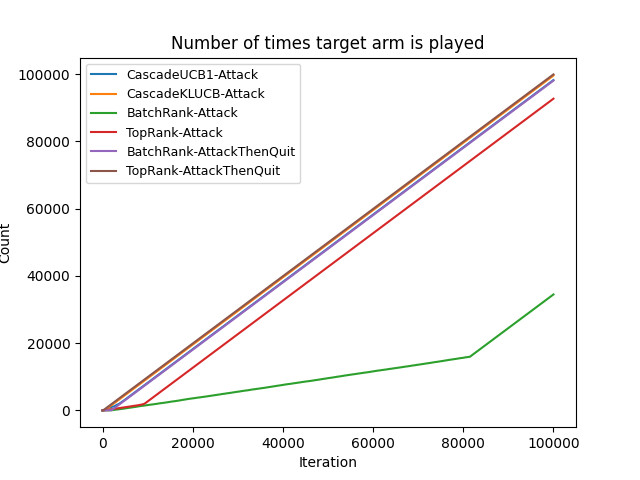 Number of times target arm is played
CascadeUCB1-Attack
CascadeKLUCB-Attack
BatchRank-Attack
TopRank-Attack
BatchRank-AttackThenQuit
TopRank-AttackThenQuit
100000
80000
60000
40000
20000
0
Count
0 20000 40000 60000 80000 100000
Iteration